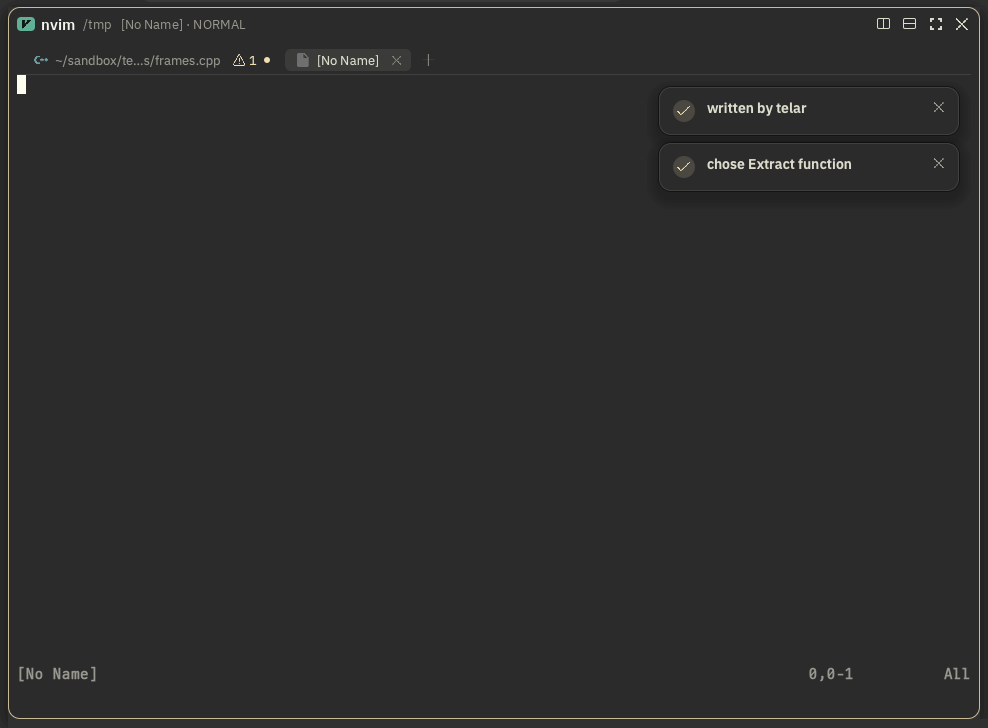 nvim /tmp [No Name] · NORMAL
~/sandbox/te...s/frames.cpp 1 [No Name]
written by telar
chose Extract function
[No Name] 0,0-1 All